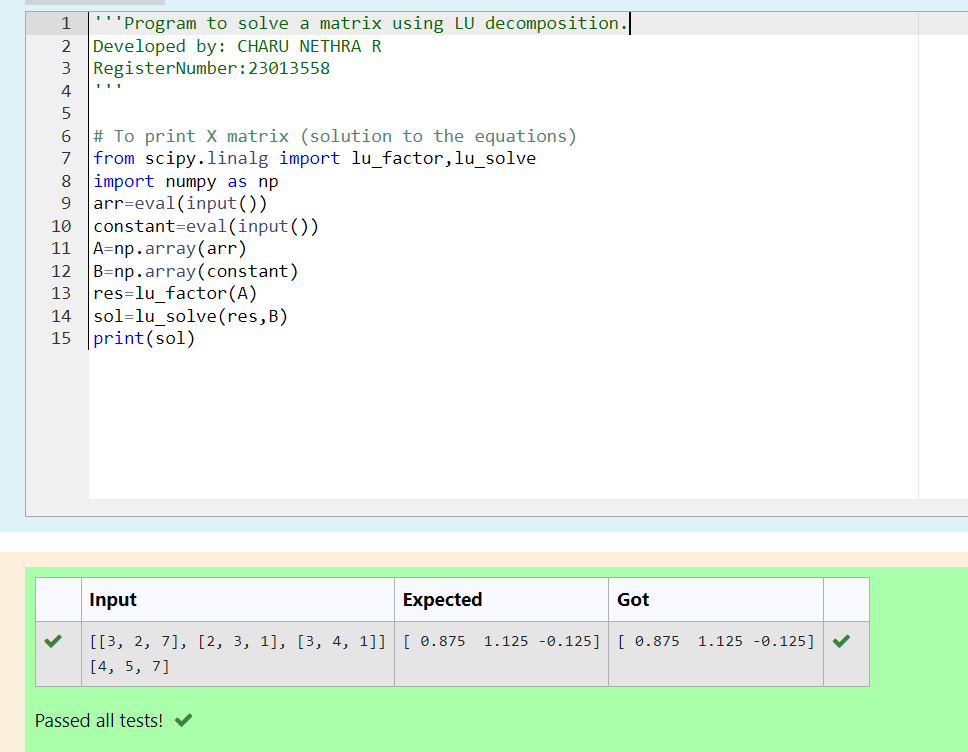 1 '''Program to solve a matrix using LU decomposition.
2 Developed by: CHARU NETHRA R
3 RegisterNumber:23013558
4 '''
5
6 # To print X matrix (solution to the equations)
7 from scipy.linalg import lu_factor,lu_solve
8 import numpy as np
9 arr=eval(input())
10 constant=eval(input())
11 A=np.array(arr)
12 B=np.array(constant)
13 res=lu_factor(A)
14 sol=lu_solve(res,B)
15 print(sol)
Input Expected Got
[[3, 2, 7], [2, 3, 1], [3, 4, 1]] [ 0.875  1.125 -0.125] [ 0.875  1.125 -0.125]
[4, 5, 7]
Passed all tests!